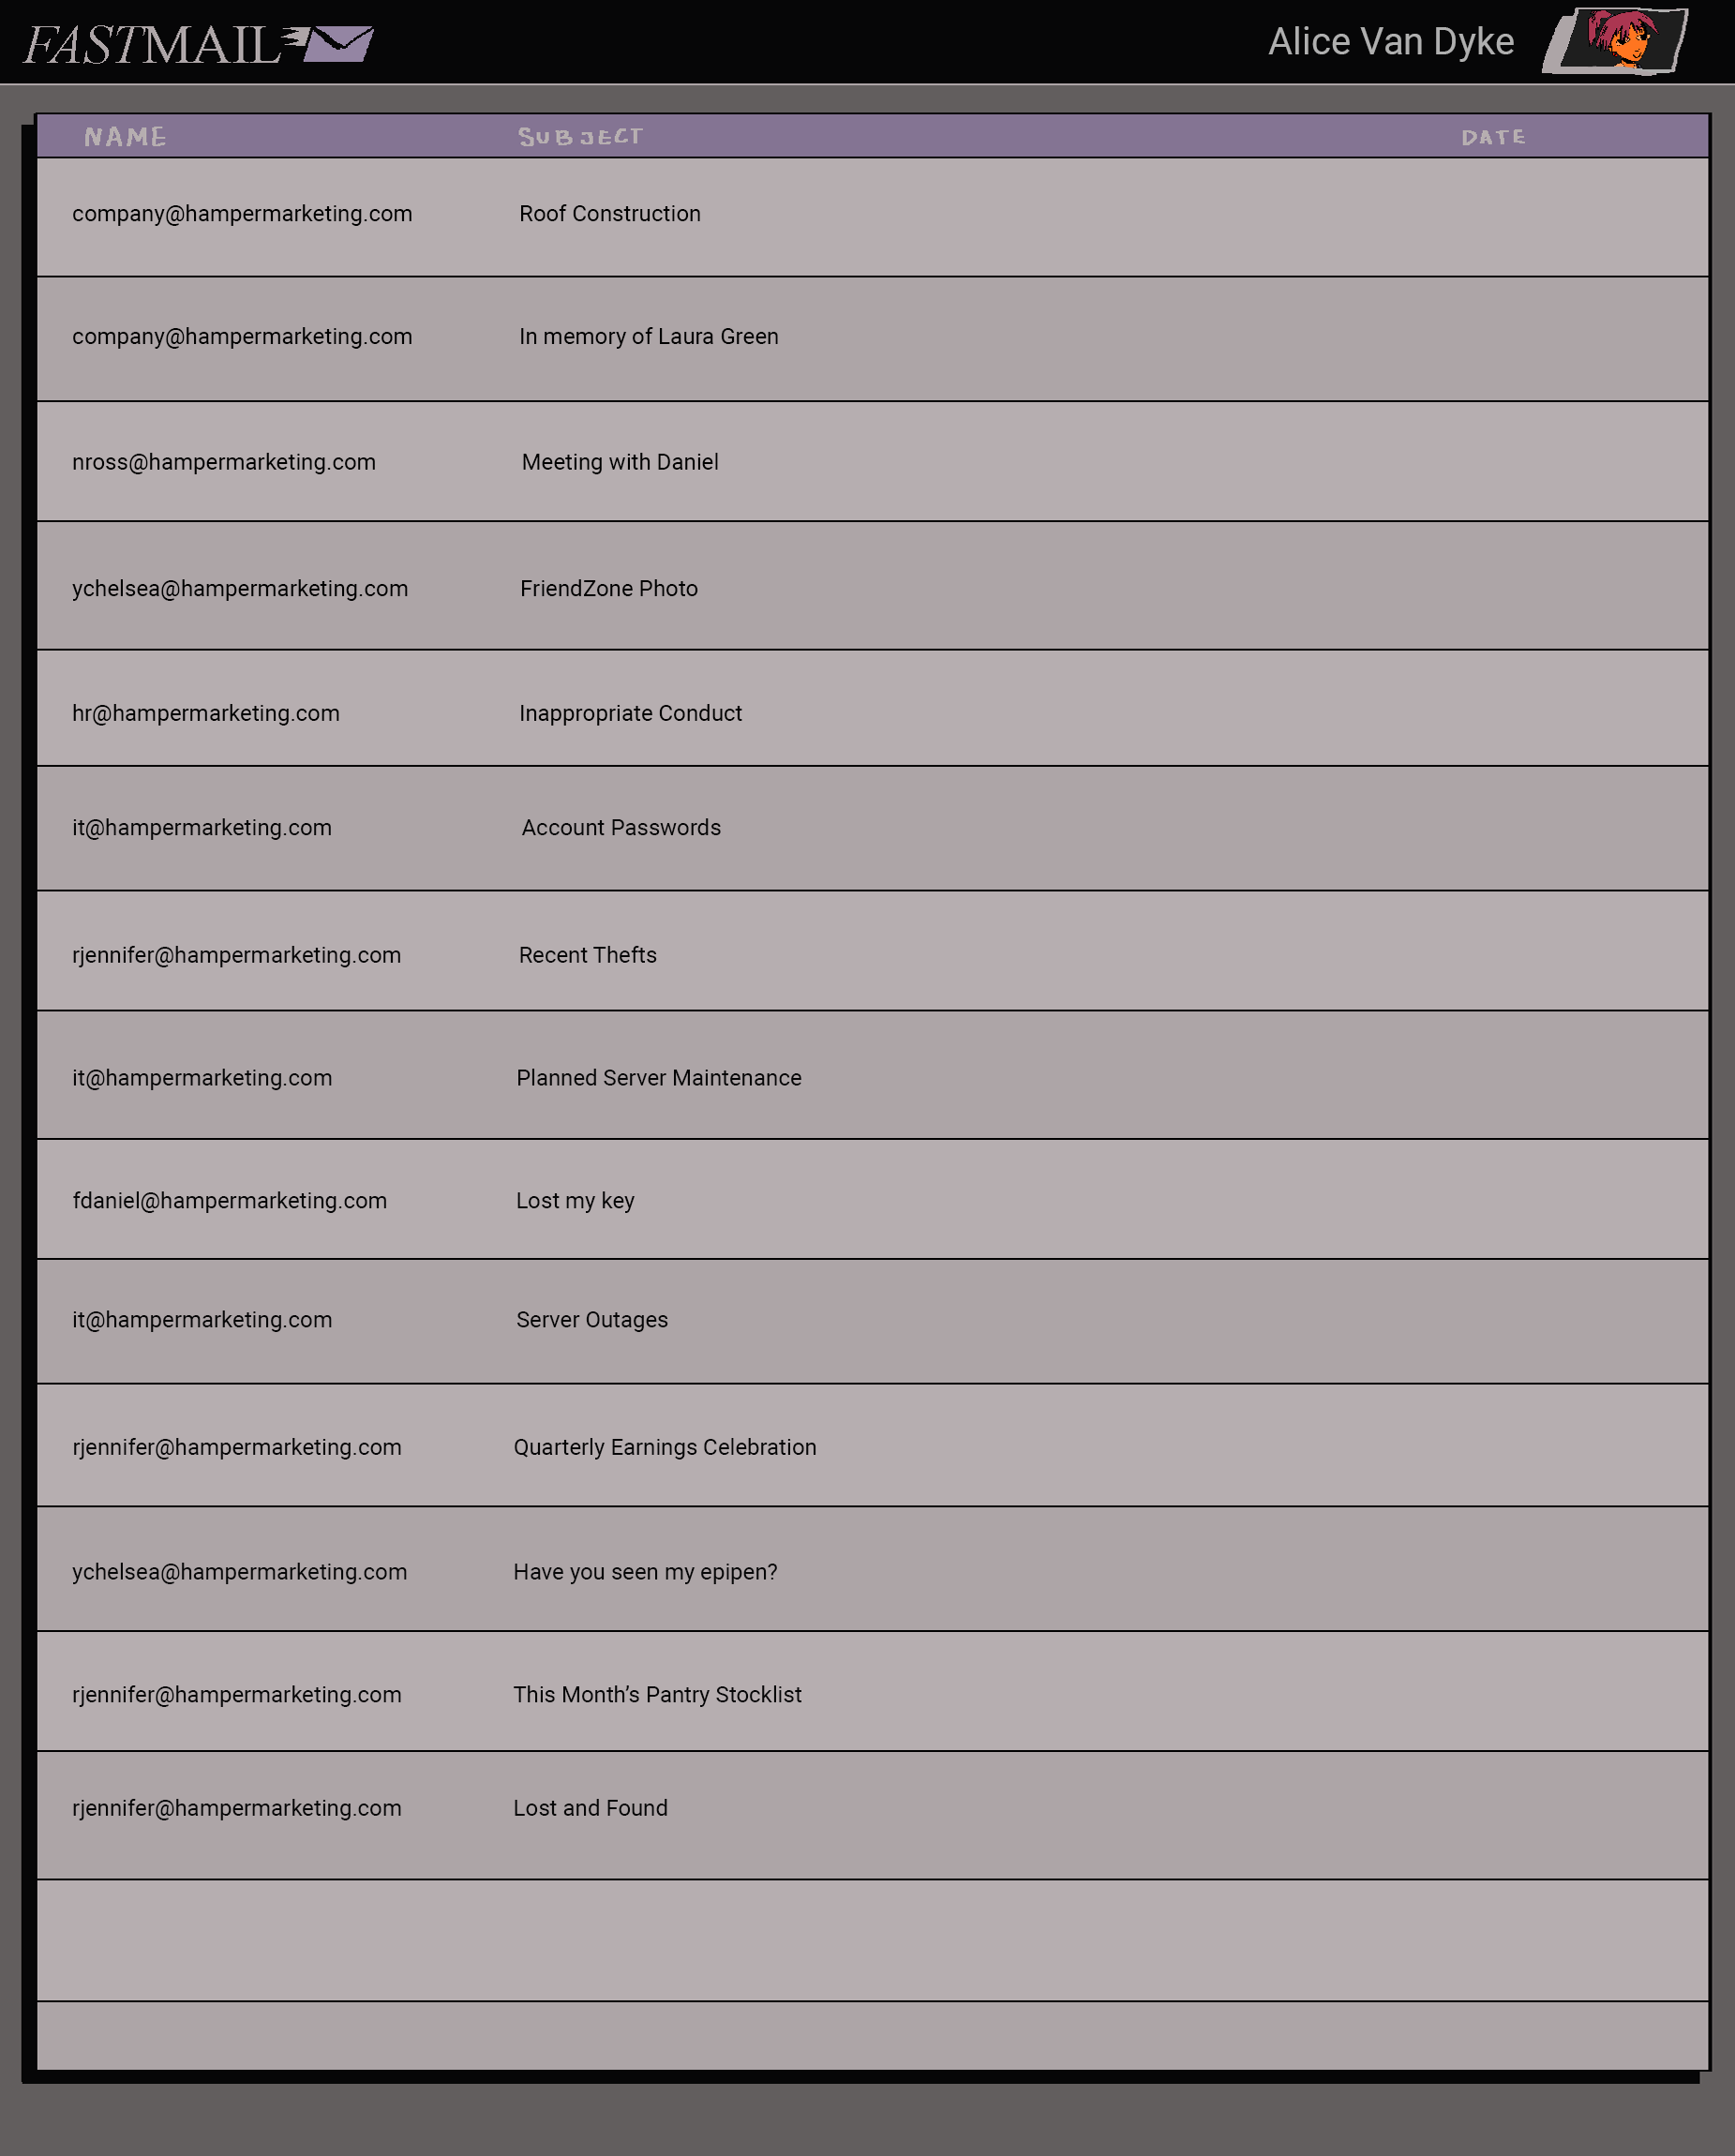 FASTMAIL Alice Van Dyke
NAME SUBJECT DATE
company@hampermarketing.com Roof Construction
company@hampermarketing.com In memory of Laura Green
nross@hampermarketing.com Meeting with Daniel
ychelsea@hampermarketing.com FriendZone Photo
hr@hampermarketing.com Inappropriate Conduct
it@hampermarketing.com Account Passwords
rjennifer@hampermarketing.com Recent Thefts
it@hampermarketing.com Planned Server Maintenance
fdaniel@hampermarketing.com Lost my key
it@hampermarketing.com Server Outages
rjennifer@hampermarketing.com Quarterly Earnings Celebration
ychelsea@hampermarketing.com Have you seen my epipen?
rjennifer@hampermarketing.com This Month’s Pantry Stocklist
rjennifer@hampermarketing.com Lost and Found